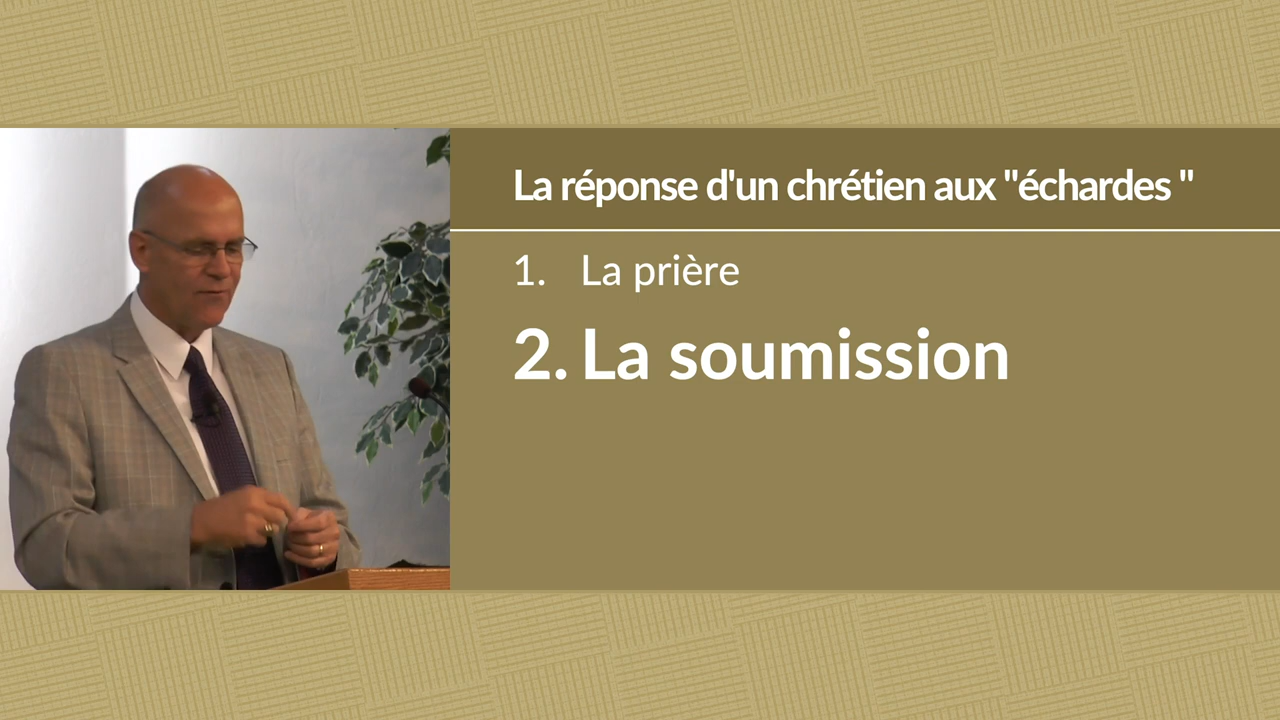 La réponse d'un chrétien aux "échardes "
1. La prière
2. La soumission